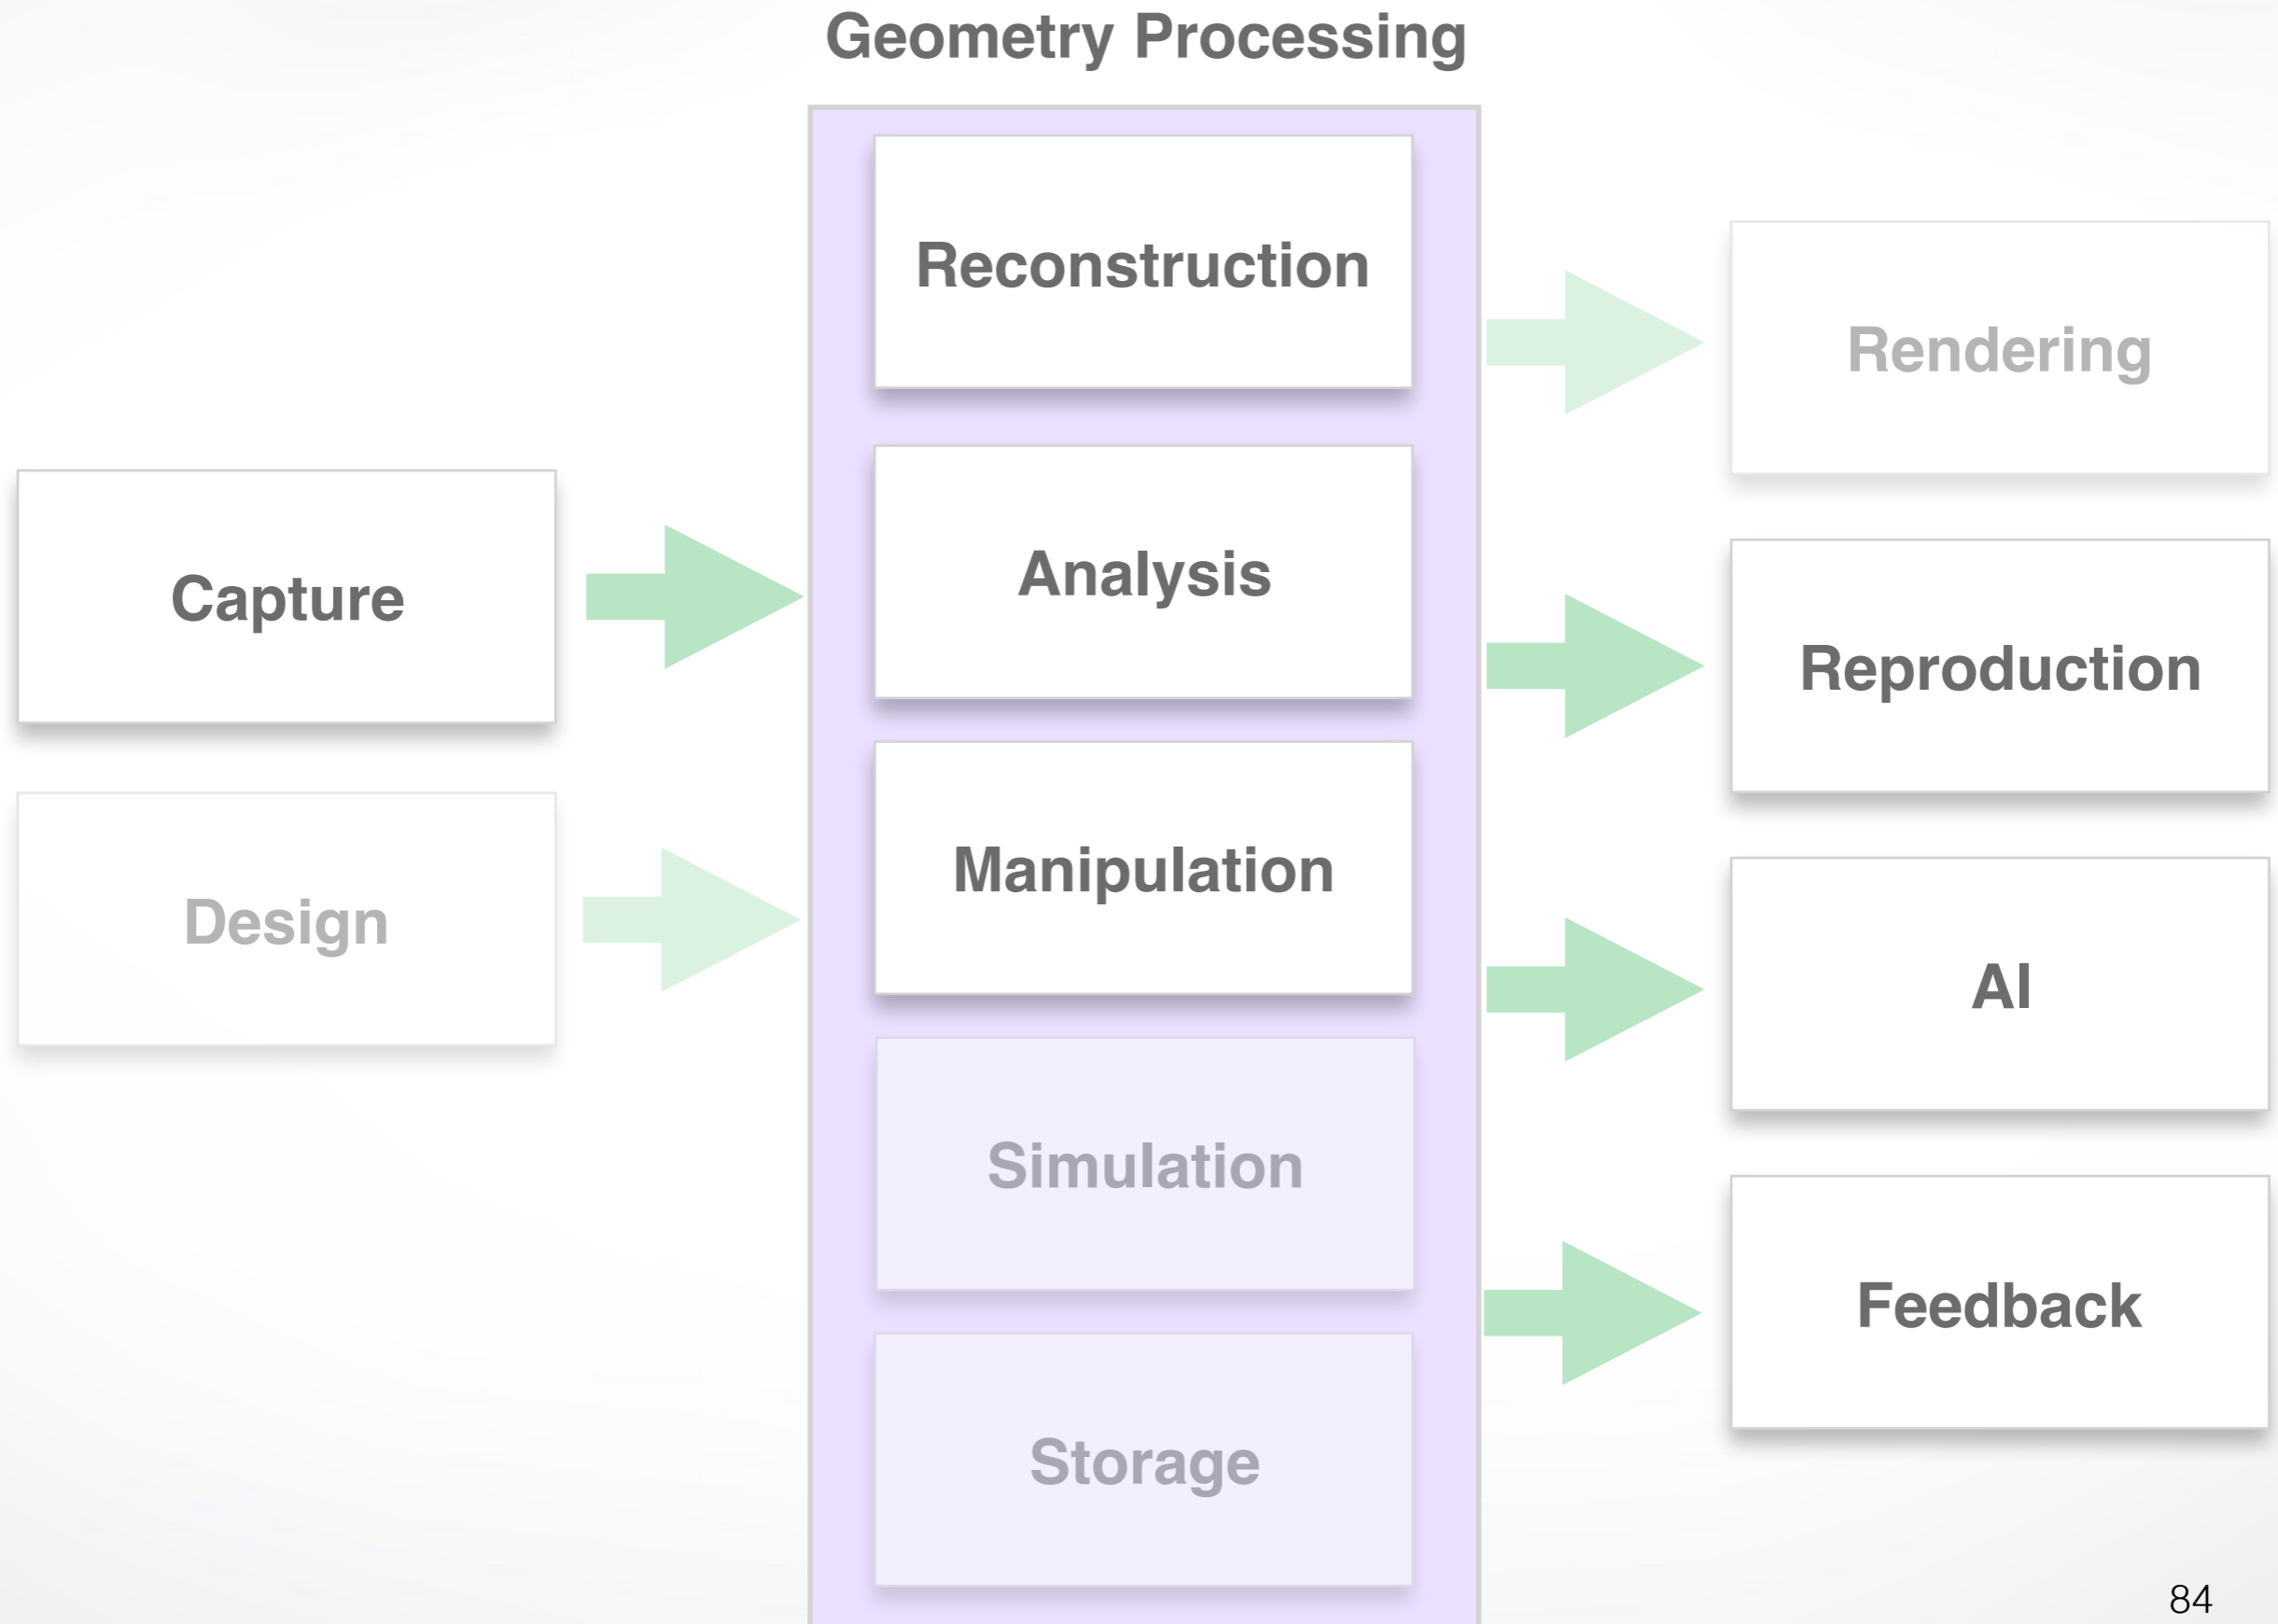 Geometry Processing
Capture
Design
Reconstruction
Analysis
Manipulation
Simulation
Storage
Rendering
Reproduction
AI
Feedback
84